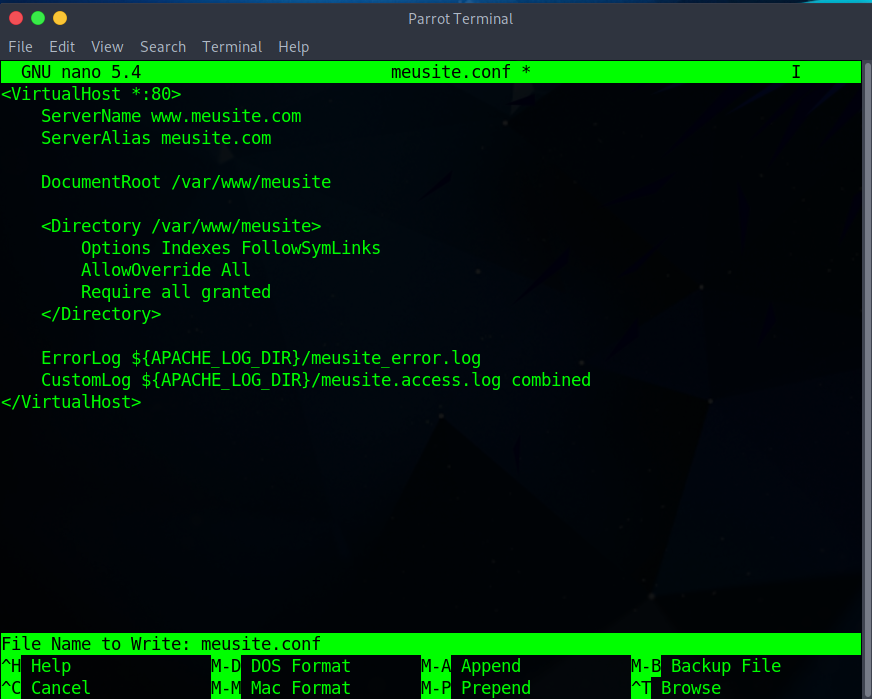 Parrot Terminal
File Edit View Search Terminal Help
GNU nano 5.4 meusite.conf * I
<VirtualHost *:80>
    ServerName www.meusite.com
    ServerAlias meusite.com

    DocumentRoot /var/www/meusite

    <Directory /var/www/meusite>
        Options Indexes FollowSymLinks
        AllowOverride All
        Require all granted
    </Directory>

    ErrorLog ${APACHE_LOG_DIR}/meusite_error.log
    CustomLog ${APACHE_LOG_DIR}/meusite.access.log combined
</VirtualHost>
File Name to Write: meusite.conf
^H Help M-D DOS Format M-A Append M-B Backup File
^C Cancel M-M Mac Format M-P Prepend ^T Browse